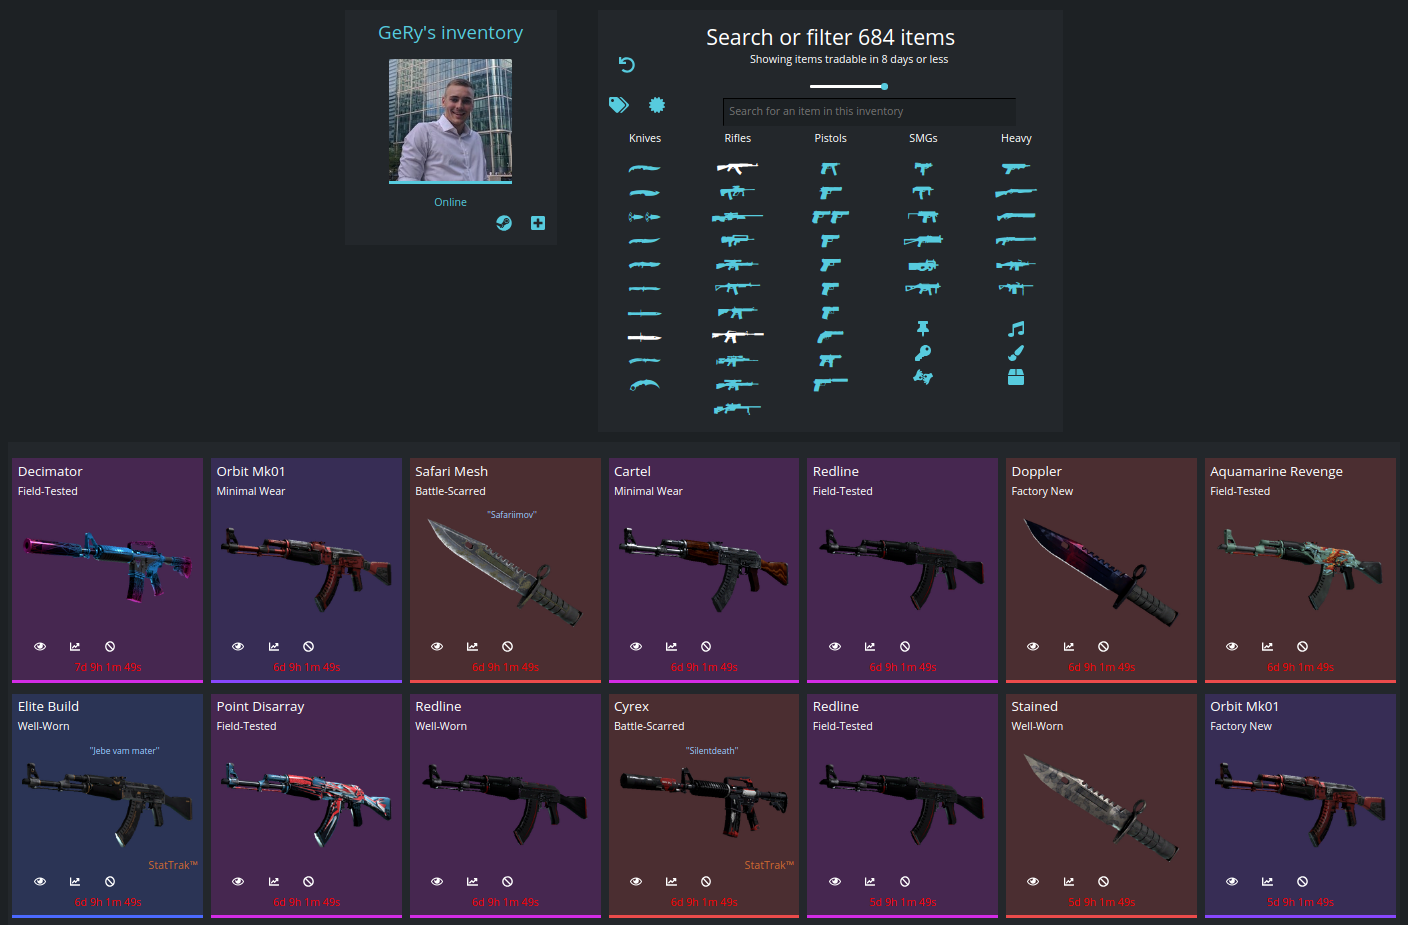 GeRy's inventory
Online
Search or filter 684 items
Showing items tradable in 8 days or less
Search for an item in this inventory
Knives
Rifles
Pistols
SMGs
Heavy
Decimator
Field-Tested
7d 9h 1m 49s
Orbit Mk01
Minimal Wear
6d 9h 1m 49s
Safari Mesh
Battle-Scarred
"Safariimov"
6d 9h 1m 49s
Cartel
Minimal Wear
6d 9h 1m 49s
Redline
Field-Tested
6d 9h 1m 49s
Doppler
Factory New
6d 9h 1m 49s
Aquamarine Revenge
Field-Tested
6d 9h 1m 49s
Elite Build
Well-Worn
"Jebe vam mater"
StatTrak™
6d 9h 1m 49s
Point Disarray
Field-Tested
6d 9h 1m 49s
Redline
Well-Worn
6d 9h 1m 49s
Cyrex
Battle-Scarred
"Silentdeath"
StatTrak™
6d 9h 1m 49s
Redline
Field-Tested
5d 9h 1m 49s
Stained
Well-Worn
5d 9h 1m 49s
Orbit Mk01
Factory New
5d 9h 1m 49s